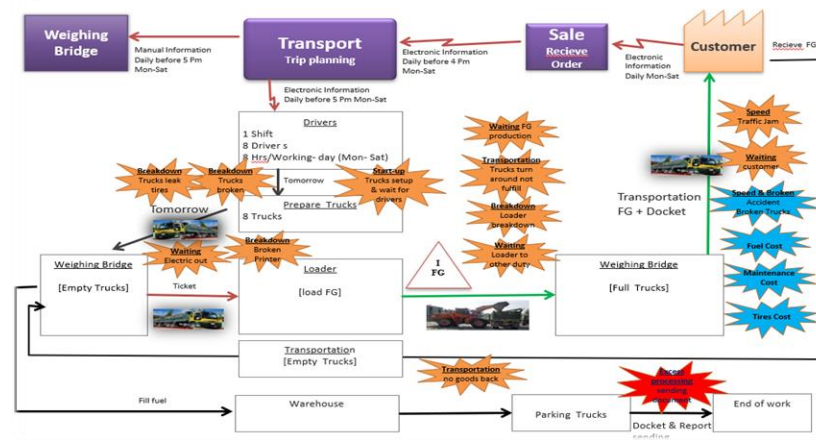 Weighing
Bridge
Manual Information
Daily before 5 Pm
Mon-Sat
Transport
Trip planning
Electronic Information
Daily before 4 Pm
Mon-Sat
Sale
Recieve
Order
Electronic
Information
Daily Mon-Sat
Customer
Recieve FG
Electronic Information
Daily before 5 Pm Mon-Sat
Drivers
1 Shift
8 Driver s
8 Hrs/Working- day (Mon- Sat)
Breakdown
Trucks leak
tires
Breakdown
Trucks
broken
Tomorrow
Start-up
Trucks setup
& wait for
drivers
Waiting FG
production
Transportation
Trucks turn
around not
fulfill
Breakdown
Loader
breakdown
Waiting
Loader to
other duty
Speed
Traffic Jam
Waiting
customer
Speed & Broken
Accident
Broken Trucks
Fuel Cost
Maintenance
Cost
Tires Cost
Transportation
FG + Docket
Tomorrow
Prepare Trucks
8 Trucks
Waiting
Electric out
Breakdown
Broken
Printer
Weighing Bridge
[Empty Trucks]
Ticket
Loader
[load FG]
I
FG
Weighing Bridge
[Full Trucks]
Transportation
[Empty Trucks]
Transportation
no goods back
Excess
processing
sending
document
Fill fuel
Warehouse
Parking Trucks
Docket & Report
sending
End of work